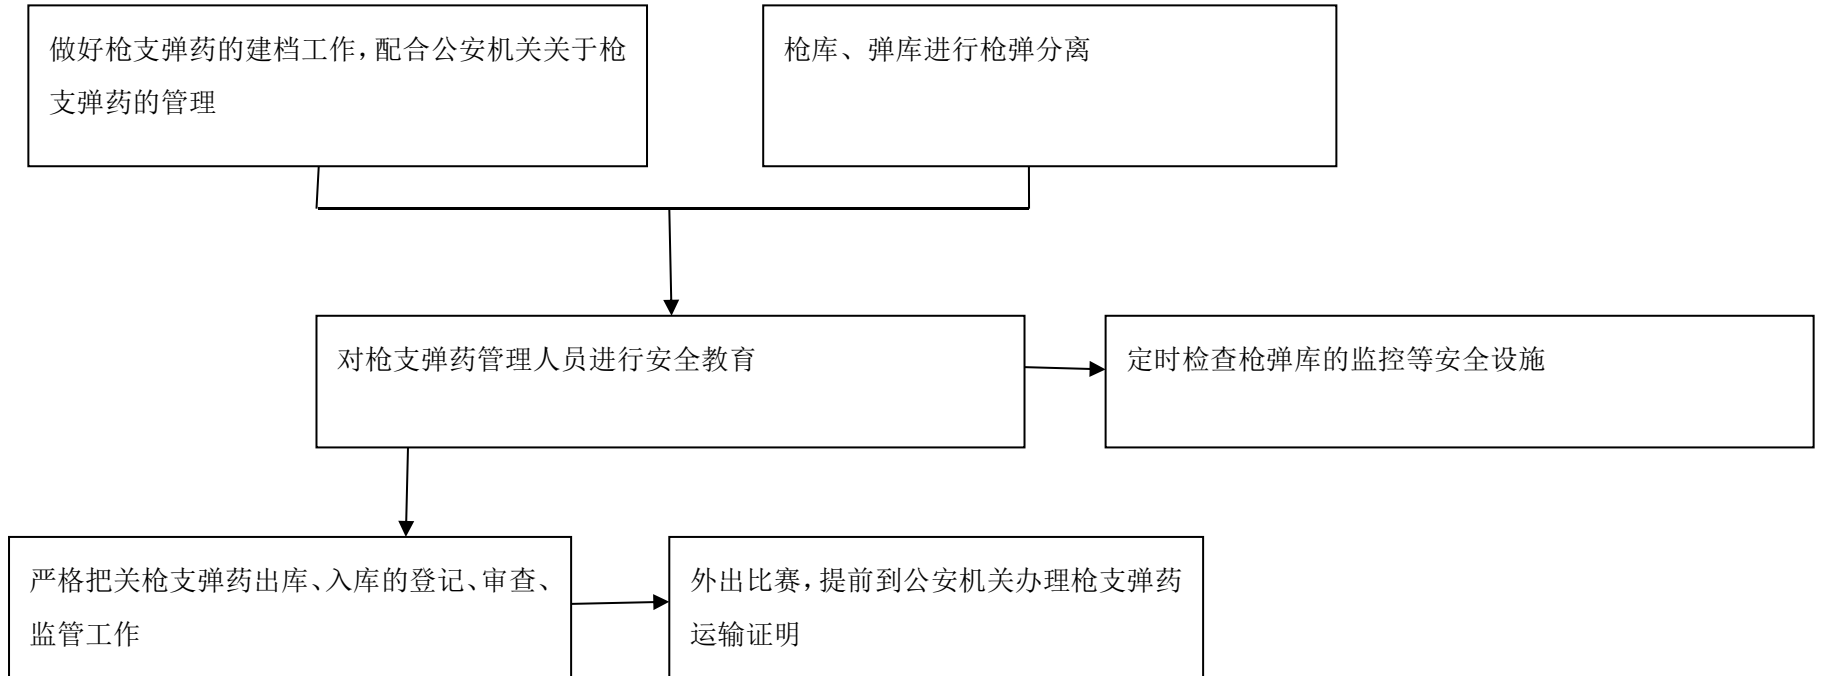 做好枪支弹药的建档工作，配合公安机关关于枪
支弹药的管理
枪库、弹库进行枪弹分离
对枪支弹药管理人员进行安全教育
定时检查枪弹库的监控等安全设施
严格把关枪支弹药出库、入库的登记、审查、
监管工作
外出比赛，提前到公安机关办理枪支弹药
运输证明